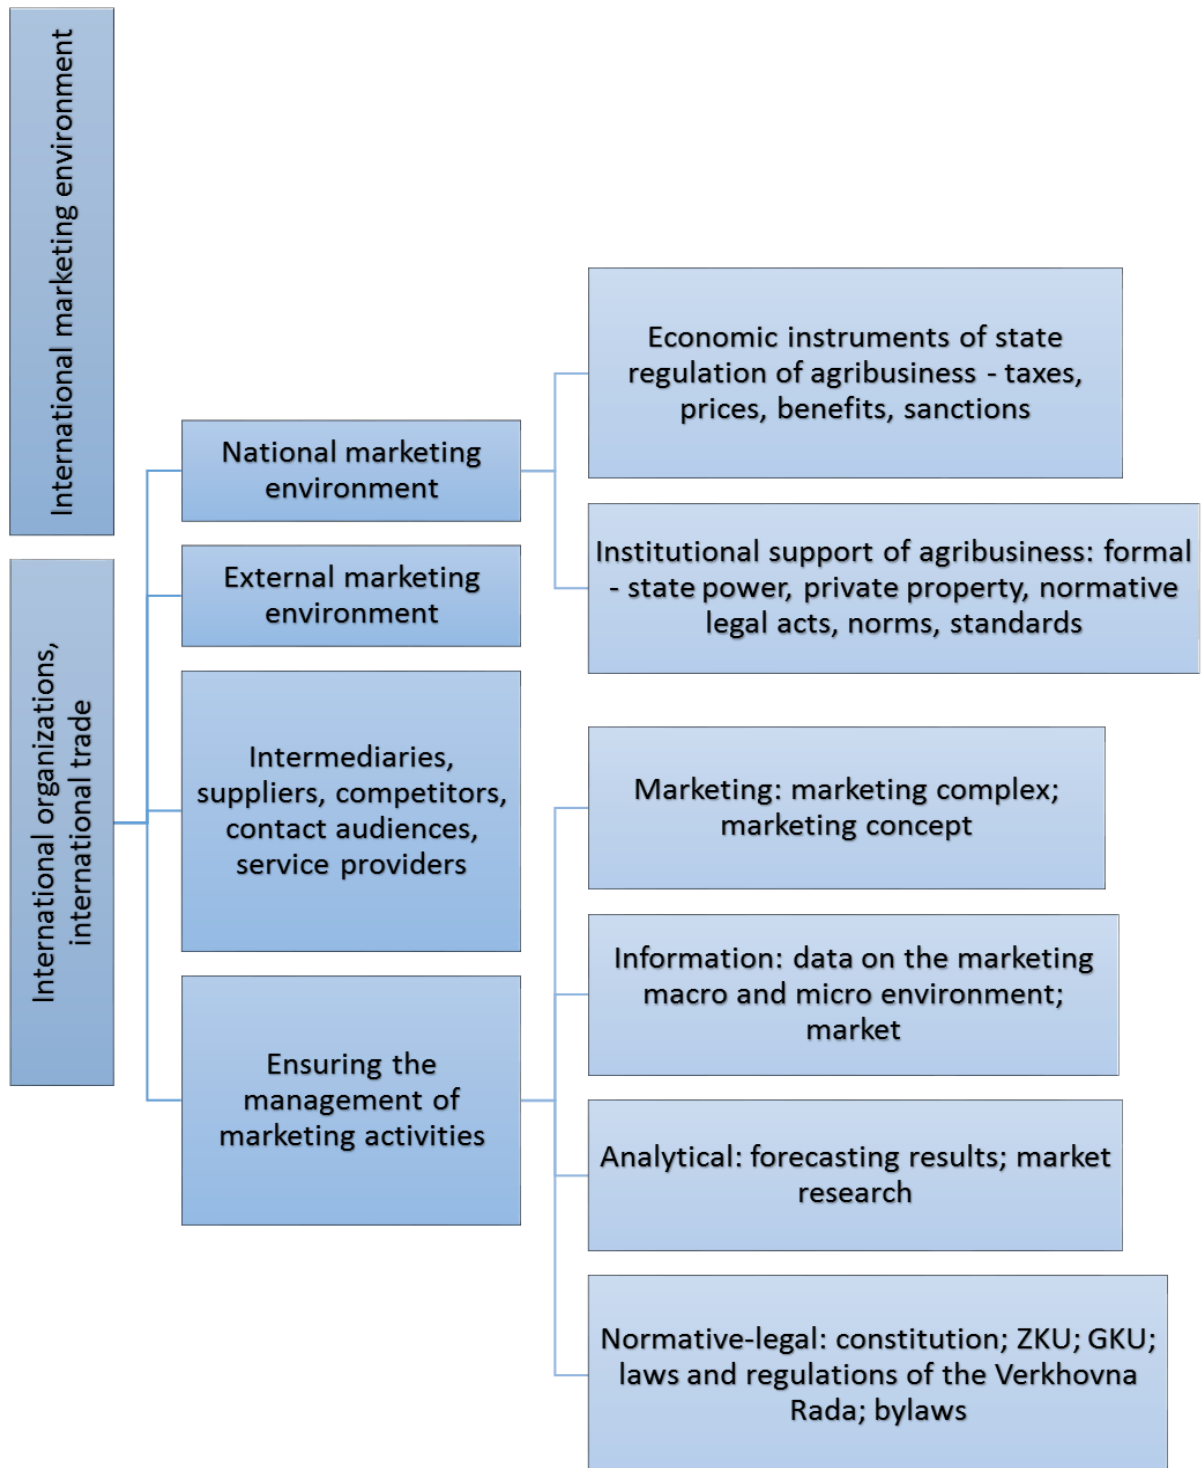 International marketing environment
International organizations,
international trade
National marketing
environment
External marketing
environment
Intermediaries,
suppliers, competitors,
contact audiences,
service providers
Ensuring the
management of
marketing activities
Economic instruments of state
regulation of agribusiness - taxes,
prices, benefits, sanctions
Institutional support of agribusiness: formal
- state power, private property, normative
legal acts, norms, standards
Marketing: marketing complex;
marketing concept
Information: data on the marketing
macro and micro environment;
market
Analytical: forecasting results; market
research
Normative-legal: constitution; ZKU; GKU;
laws and regulations of the Verkhovna
Rada; bylaws